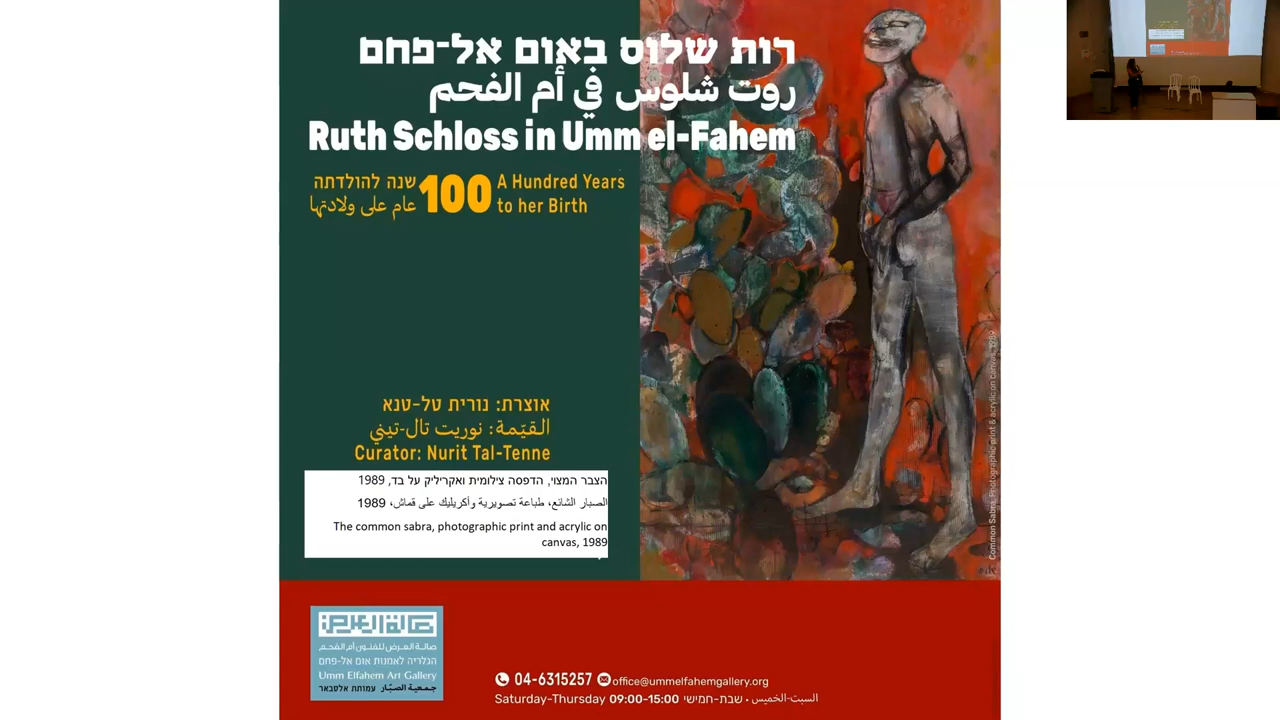 רות שלוס באום אל-פחם
روت شلوس في أم الفحم
Ruth Schloss in Umm el-Fahem
שנה להולדתה
عام على ولادتها
100
A Hundred Years
to her Birth
אוצרת: נורית טל-טנא
القيّمة: نوريت تال-تيني
Curator: Nurit Tal-Tenne
הצבר המצוי, הדפסה צילומית ואקריליק על בד, 1989
الصبار الشائع، طباعة تصويرية وأكريليك على قماش، 1989
The common sabra, photographic print and acrylic on
canvas, 1989
Common Sabra, Photographic print & acrylic on canvas, 1989
صالة العرض للفنون أم الفحم
הגלריה לאמנות אום אל-פחם
Umm Elfahem Art Gallery
جمعية الصبّار עמותת אלסבאר
04-6315257 office@ummelfahemgallery.org
Saturday-Thursday 09:00-15:00 שבת-חמישי • السبت-الخميس